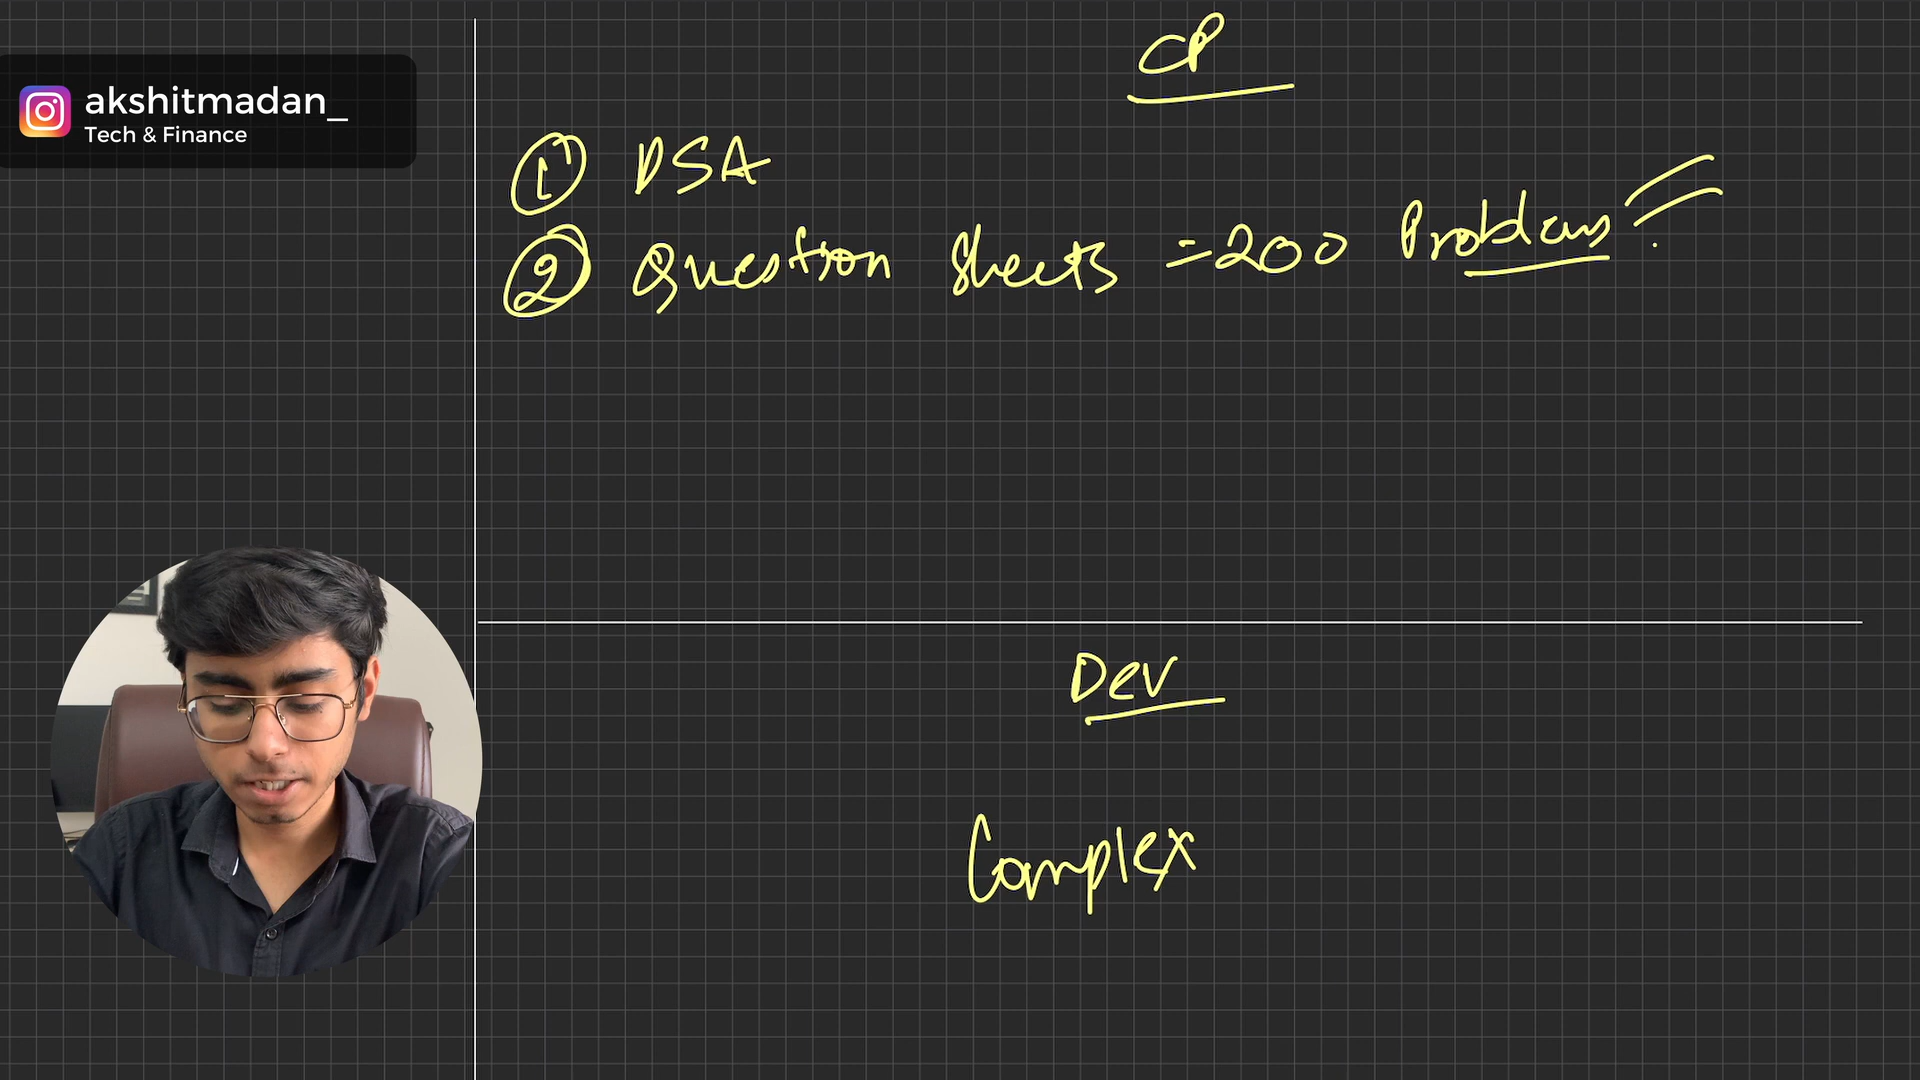 akshitmadan_
Tech & Finance
CP
1 DSA
2 Question Sheets = 200 Problems
Dev
Complex